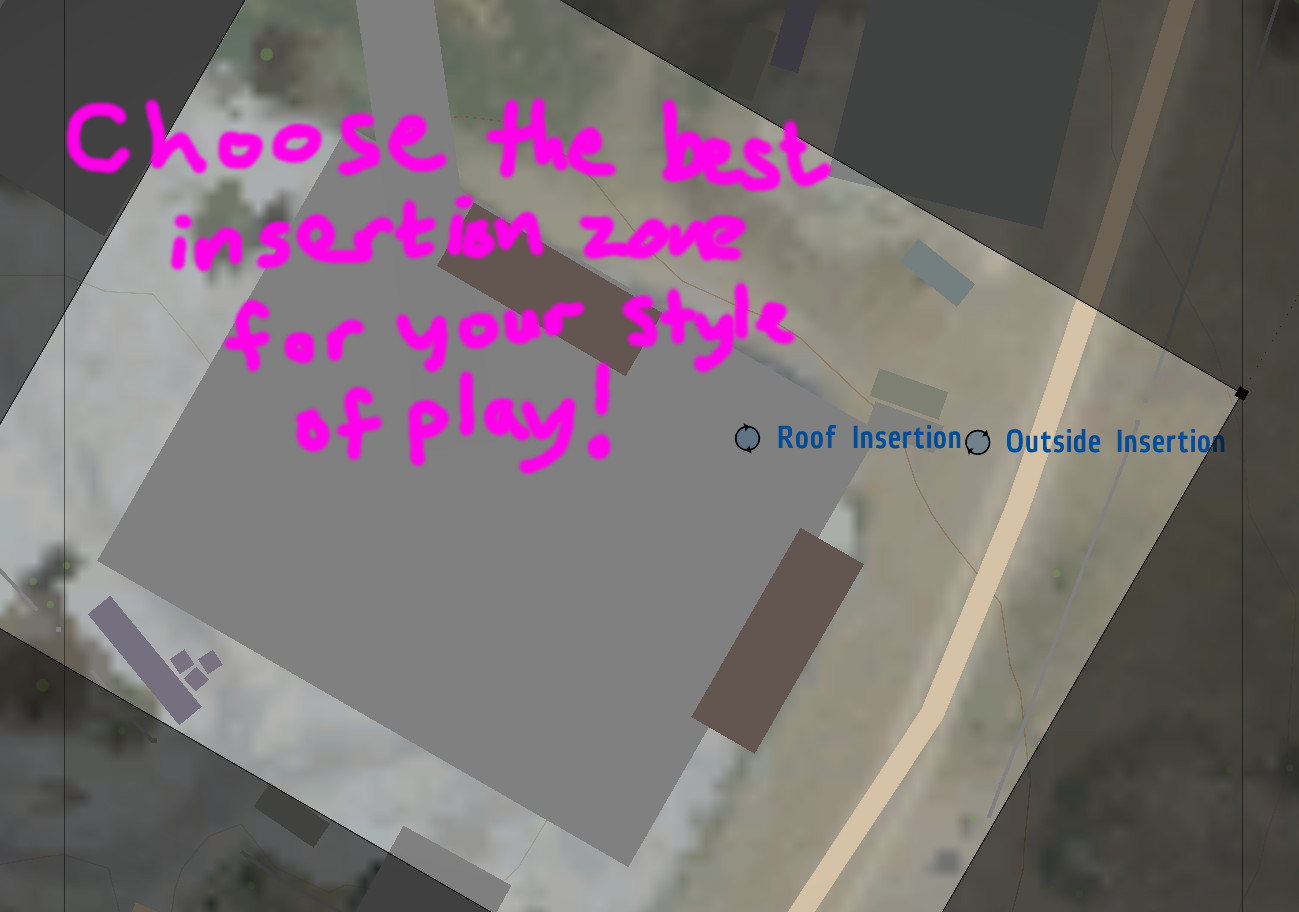 Choose the best
insertion zone
for your style
of play!
Roof Insertion
Outside Insertion